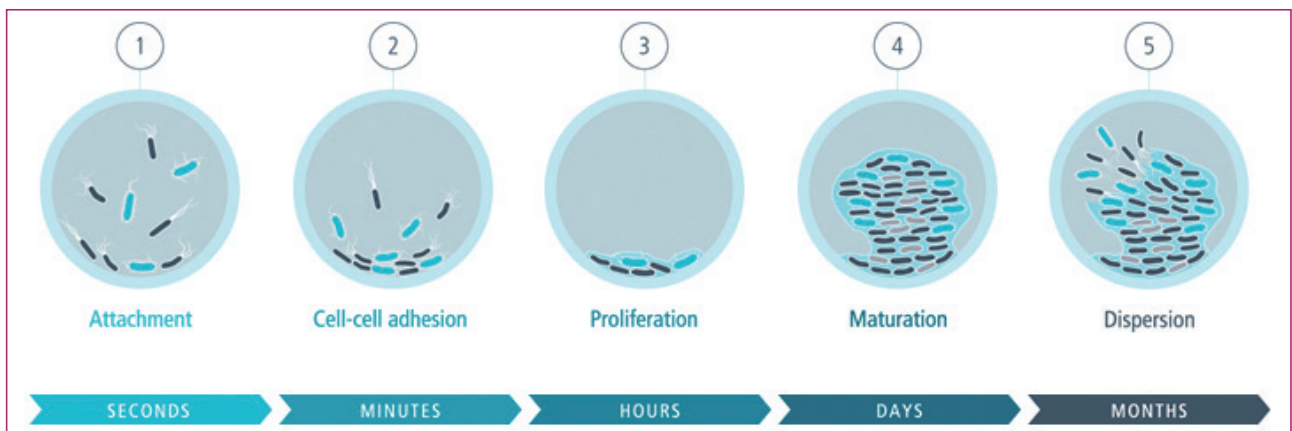 1 2 3 4 5
Attachment Cell-cell adhesion Proliferation Maturation Dispersion
SECONDS MINUTES HOURS DAYS MONTHS